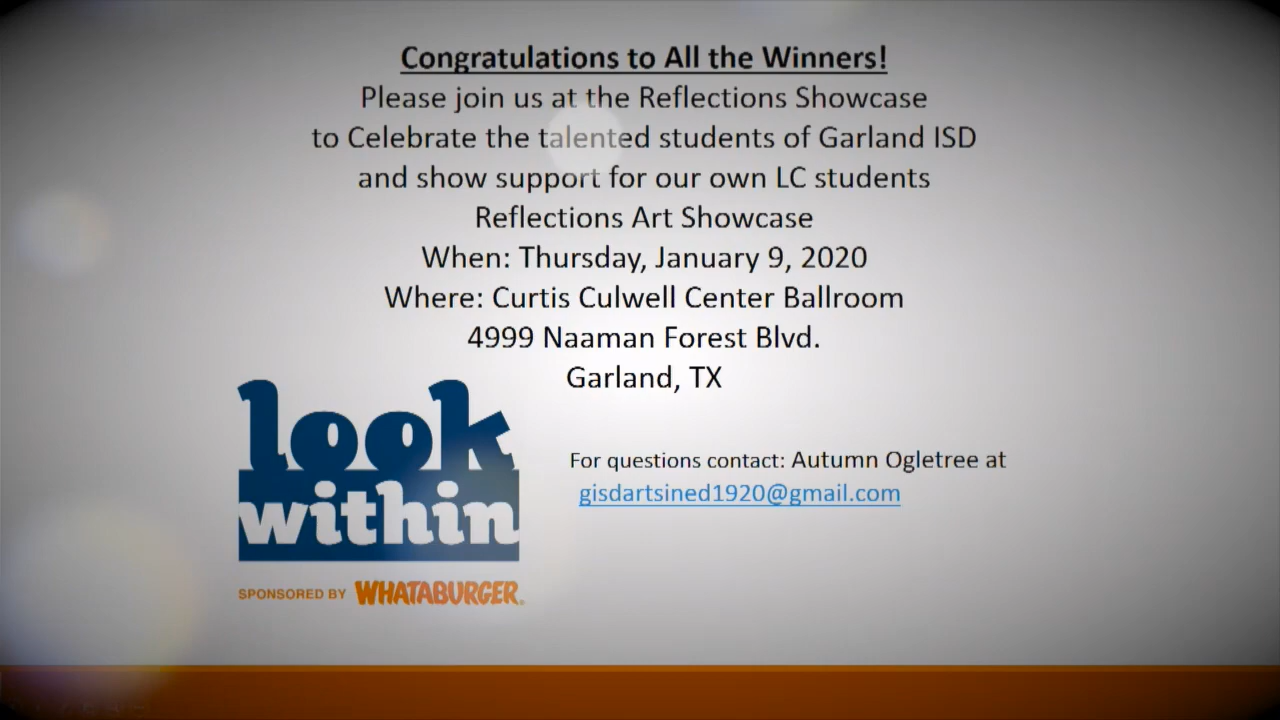 Congratulations to All the Winners!
Please join us at the Reflections Showcase
to Celebrate the talented students of Garland ISD
and show support for our own LC students
Reflections Art Showcase
When: Thursday, January 9, 2020
Where: Curtis Culwell Center Ballroom
4999 Naaman Forest Blvd.
Garland, TX
look
within
SPONSORED BY WHATABURGER®
For questions contact: Autumn Ogletree at
gisdartsined1920@gmail.com